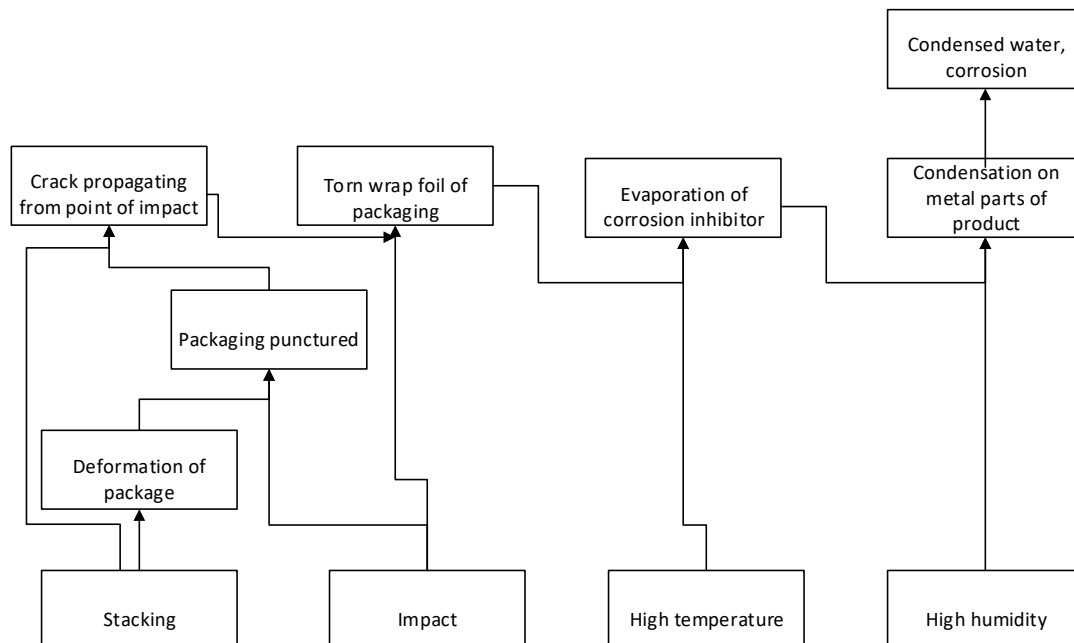 Condensed water,
corrosion
Crack propagating
from point of impact
Torn wrap foil of
packaging
Evaporation of
corrosion inhibitor
Condensation on
metal parts of
product
Packaging punctured
Deformation of
package
Stacking
Impact
High temperature
High humidity